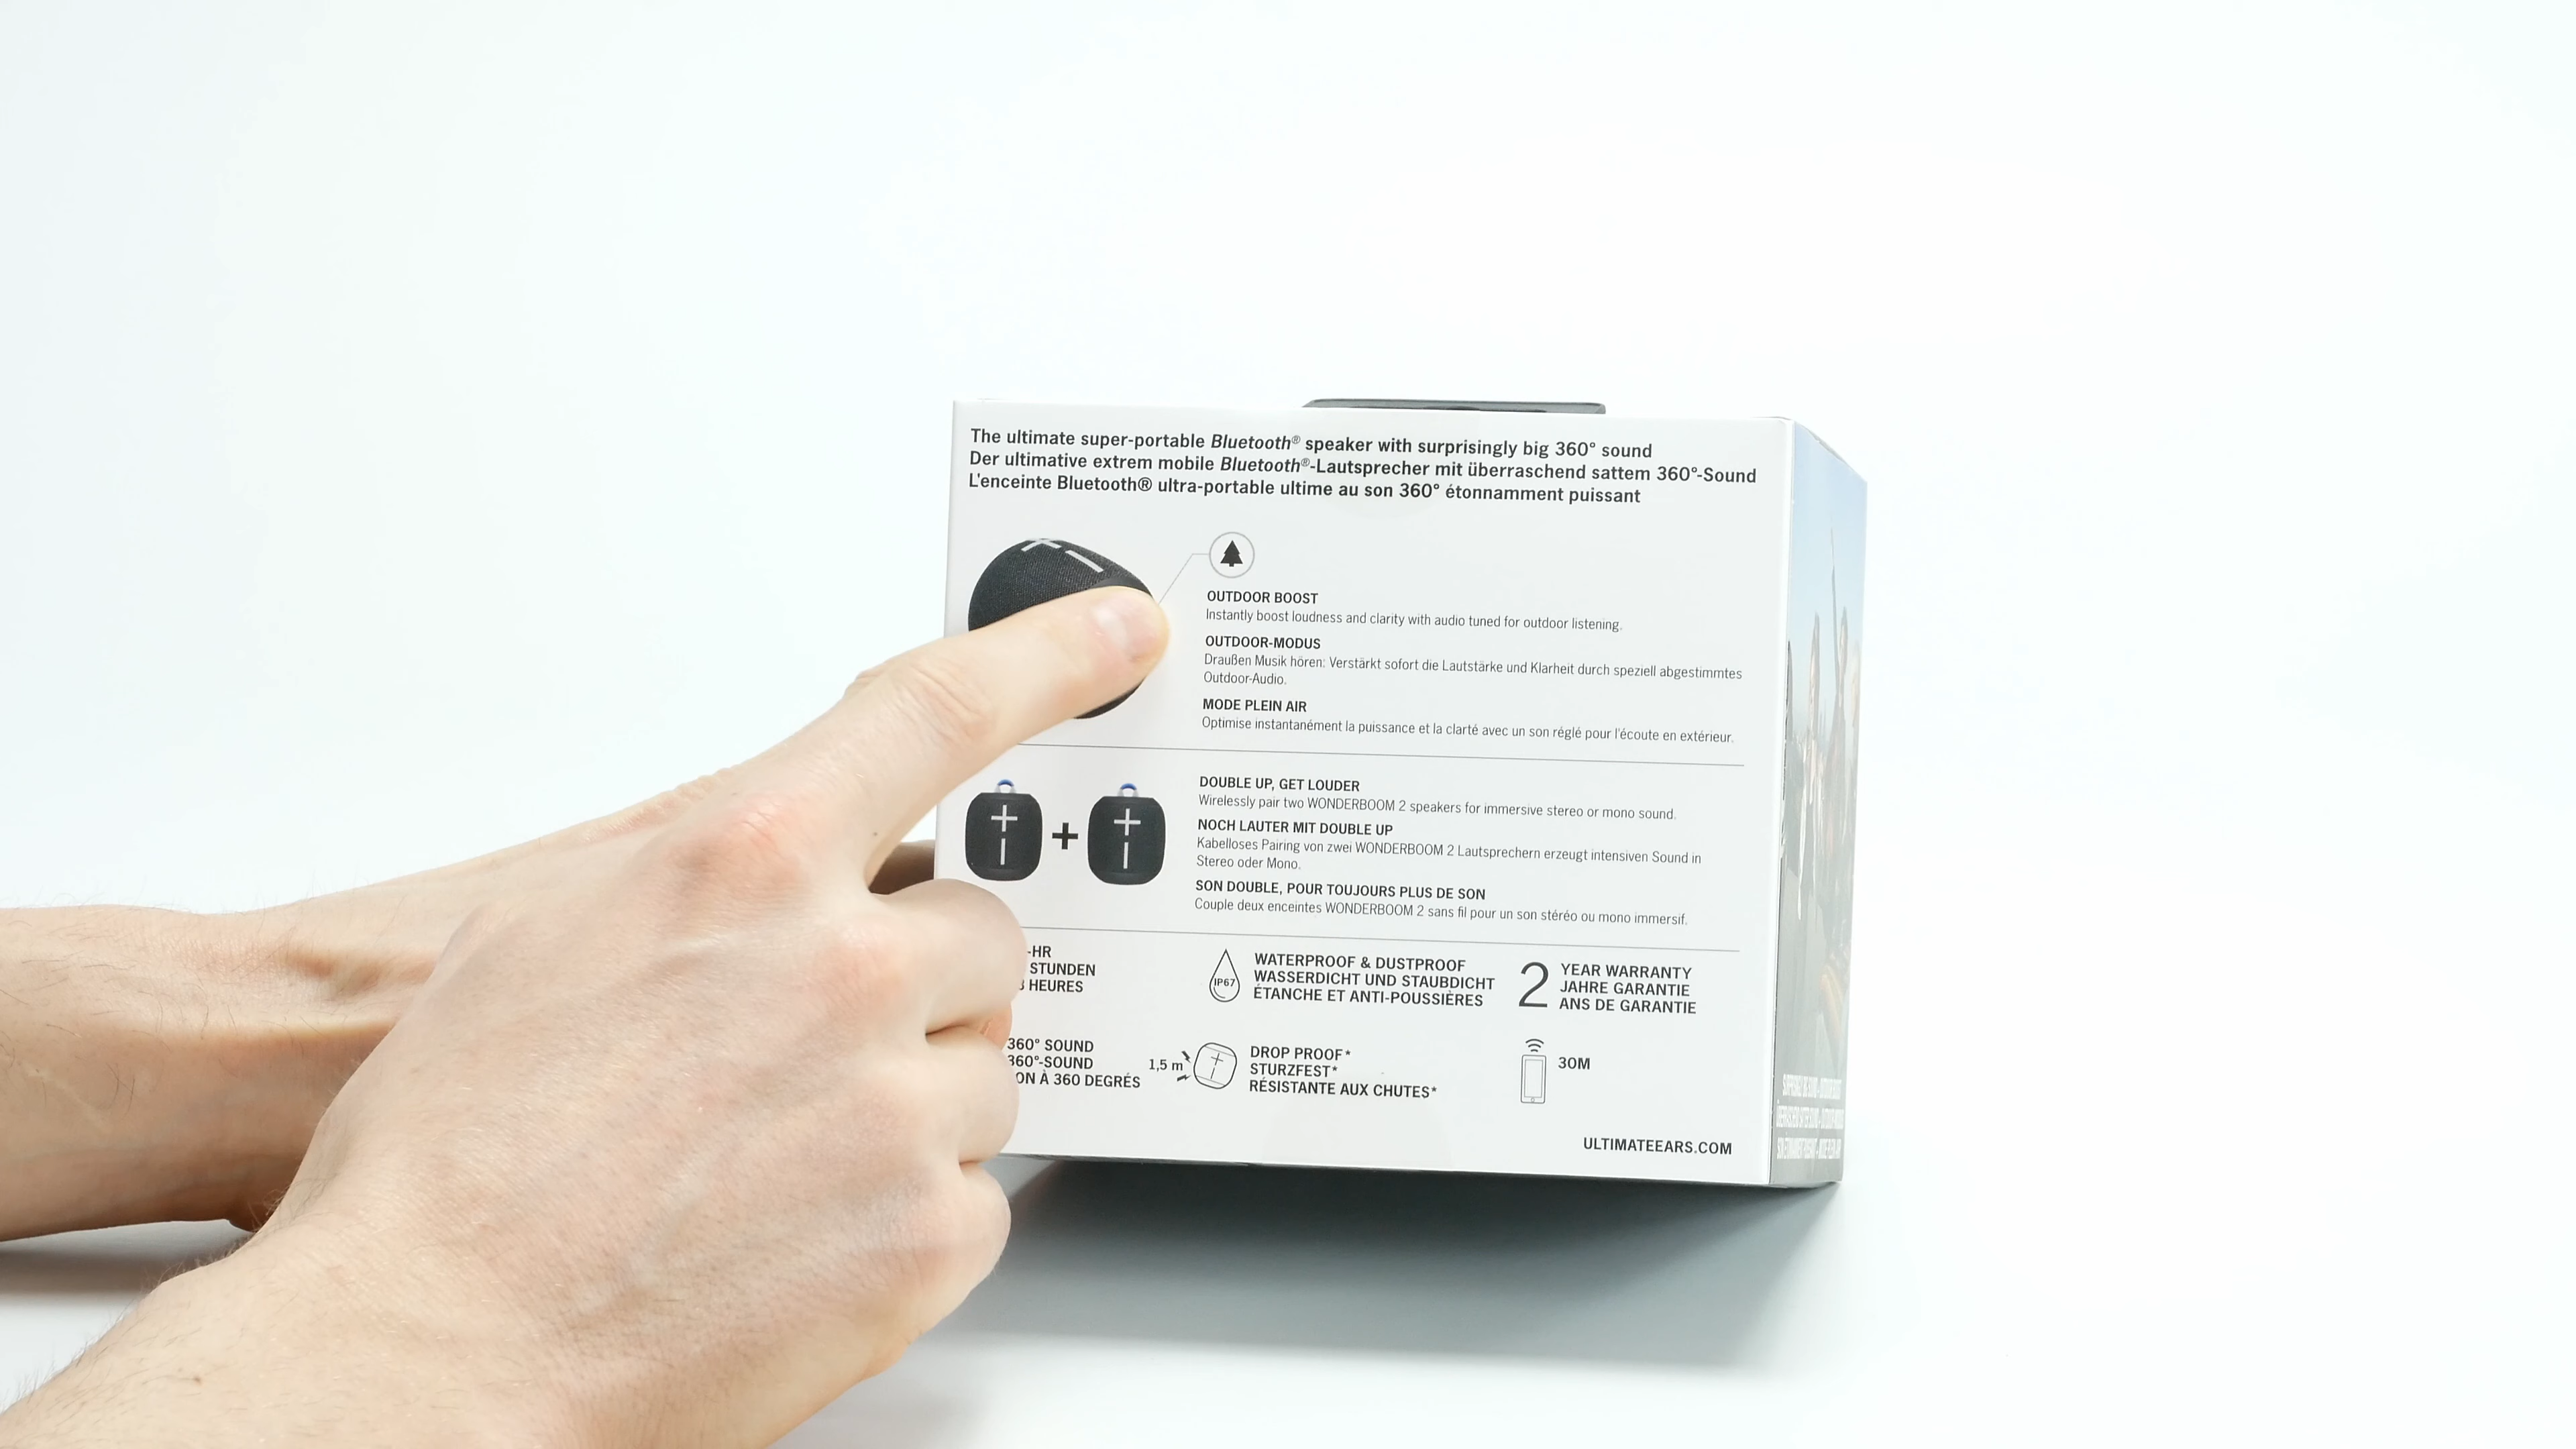 The ultimate super-portable Bluetooth® speaker with surprisingly big 360° sound
Der ultimative extrem mobile Bluetooth®-Lautsprecher mit überraschend sattem 360°-Sound
L'enceinte Bluetooth® ultra-portable ultime au son 360° étonnamment puissant
OUTDOOR BOOST
Instantly boost loudness and clarity with audio tuned for outdoor listening.
OUTDOOR-MODUS
Draußen Musik hören: Verstärkt sofort die Lautstärke und Klarheit durch speziell abgestimmtes
Outdoor-Audio.
MODE PLEIN AIR
Optimise instantanément la puissance et la clarté avec un son réglé pour l'écoute en extérieur.
DOUBLE UP, GET LOUDER
Wirelessly pair two WONDERBOOM 2 speakers for immersive stereo or mono sound.
NOCH LAUTER MIT DOUBLE UP
Kabelloses Pairing von zwei WONDERBOOM 2 Lautsprechern erzeugt intensiven Sound in
Stereo oder Mono.
SON DOUBLE, POUR TOUJOURS PLUS DE SON
Couple deux enceintes WONDERBOOM 2 sans fil pour un son stéréo ou mono immersif.
-HR
STUNDEN
HEURES
IP67
WATERPROOF & DUSTPROOF
WASSERDICHT UND STAUBDICHT
ÉTANCHE ET ANTI-POUSSIÈRES
2
YEAR WARRANTY
JAHRE GARANTIE
ANS DE GARANTIE
360° SOUND
360°-SOUND
ON À 360 DEGRÉS
1,5 m
DROP PROOF*
STURZFEST*
RÉSISTANTE AUX CHUTES*
30M
ULTIMATEEARS.COM